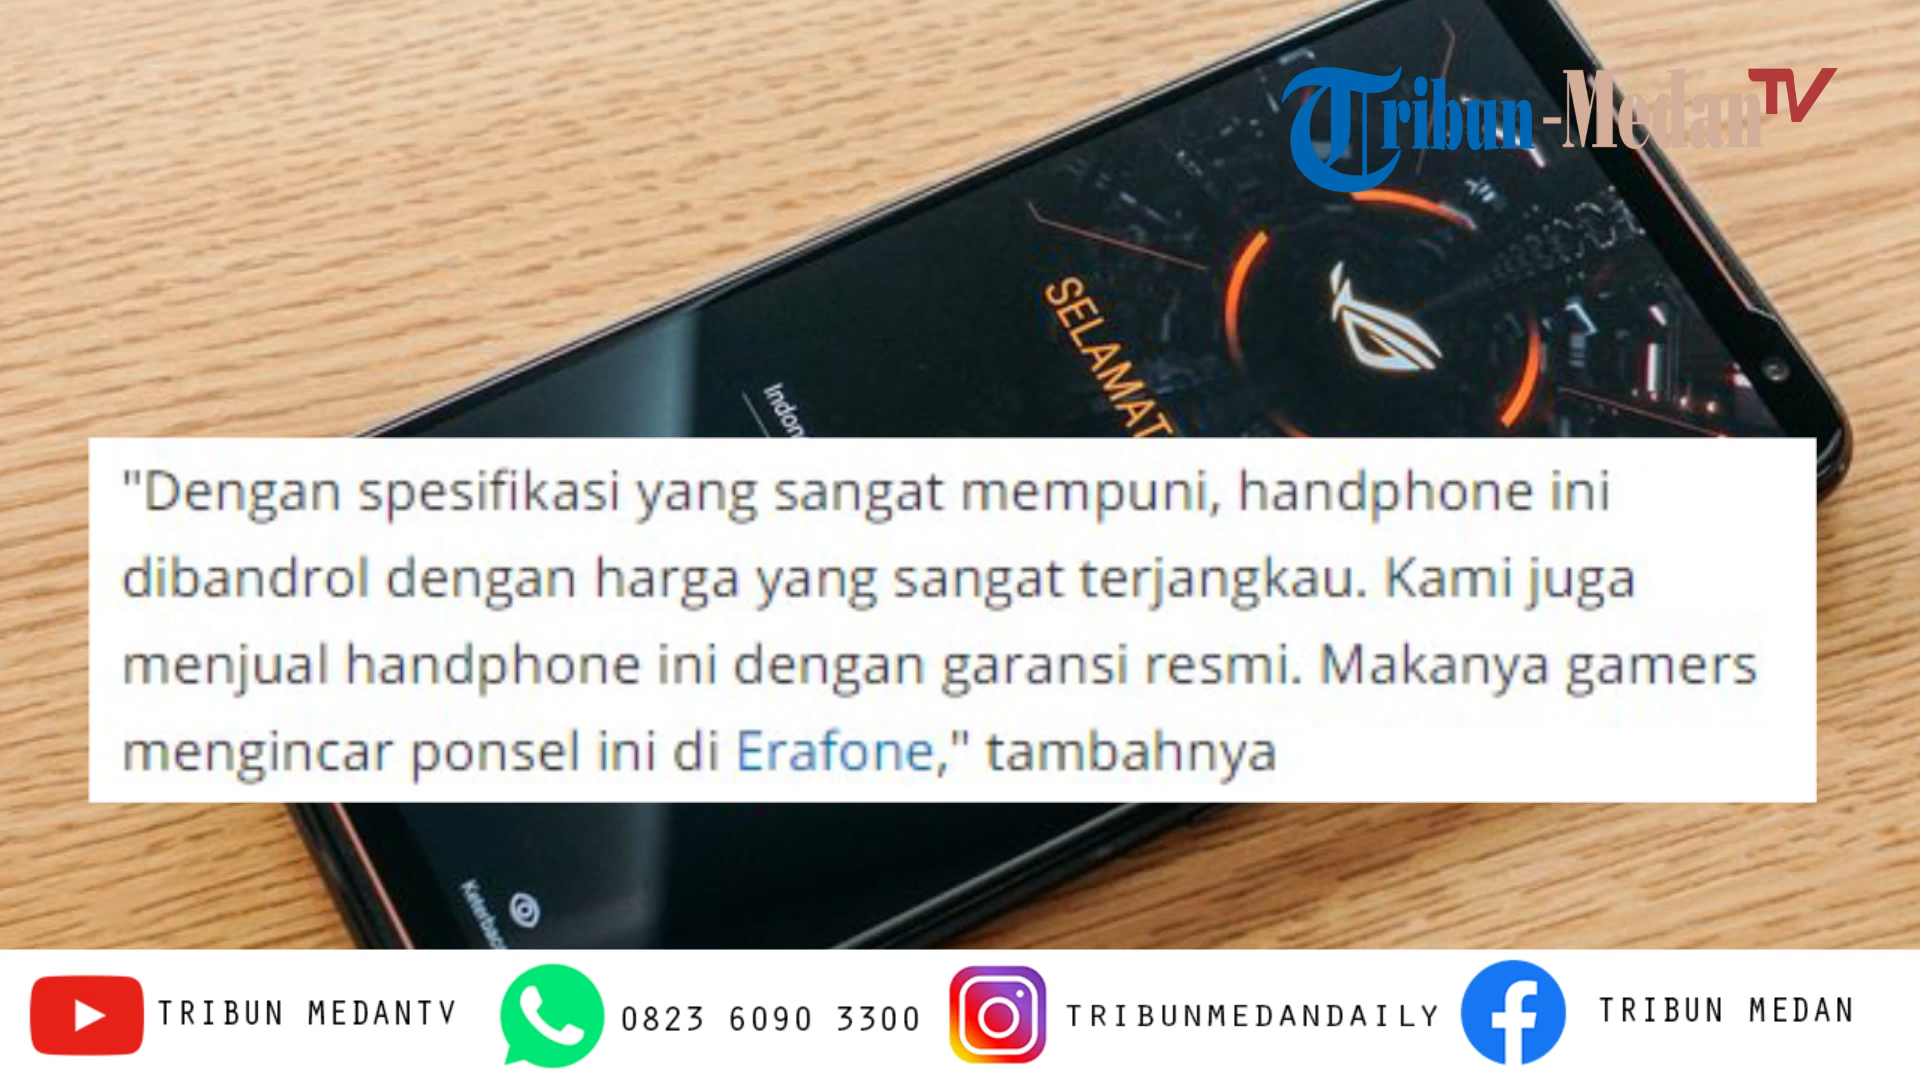 Tribun-MedanTV
SELAMAT
"Dengan spesifikasi yang sangat mempuni, handphone ini
dibandrol dengan harga yang sangat terjangkau. Kami juga
menjual handphone ini dengan garansi resmi. Makanya gamers
mengincar ponsel ini di Erafone," tambahnya
TRIBUN MEDANTV
0823 6090 3300
TRIBUNMEDANDAILY
TRIBUN MEDAN